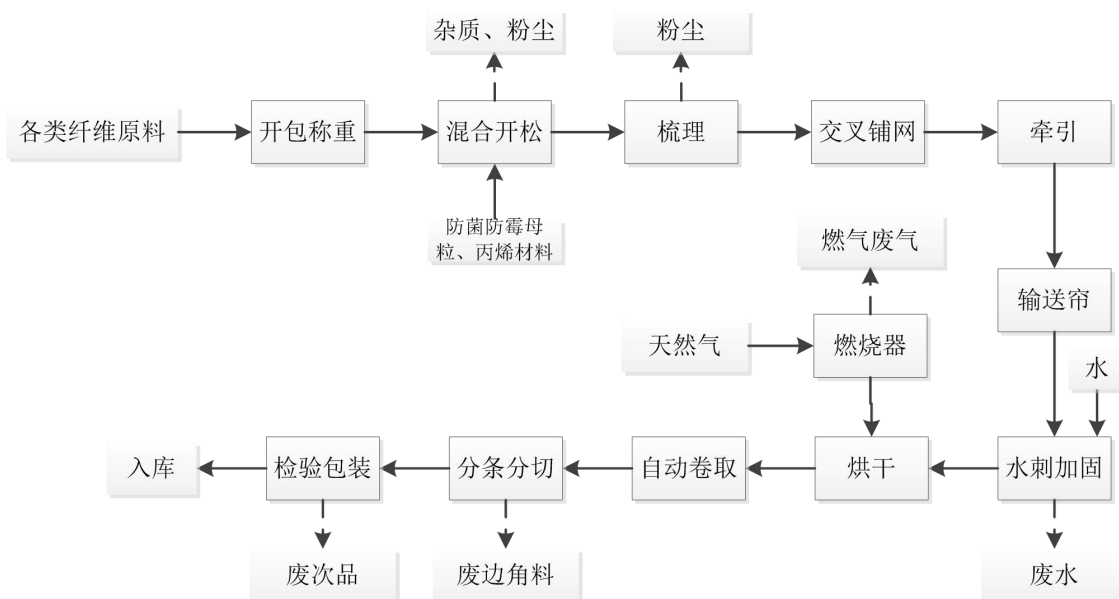 杂质、粉尘
粉尘
各类纤维原料
开包称重
混合开松
梳理
交叉铺网
牵引
防菌防霉母
粒、丙烯材料
燃气废气
输送帘
天然气
燃烧器
水
入库
检验包装
分条分切
自动卷取
烘干
水刺加固
废次品
废边角料
废水